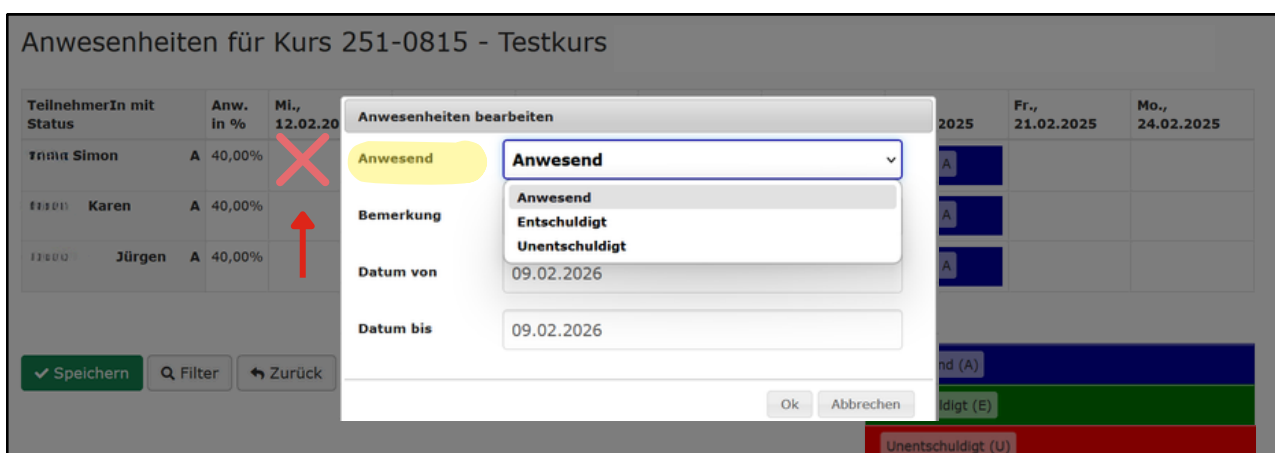 Anwesenheiten für Kurs 251-0815 - Testkurs
TeilnehmerIn mit Status Anw. in % Mi., 12.02.20 2025 Fr., 21.02.2025 Mo., 24.02.2025
Simon A 40,00% A
Karen A 40,00% A
Jürgen A 40,00% A
Anwesenheiten bearbeiten
Anwesend Anwesend
Anwesend
Entschuldigt
Unentschuldigt
Bemerkung
Datum von 09.02.2026
Datum bis 09.02.2026
Ok Abbrechen
Speichern Filter Zurück
nd (A)
ldigt (E)
Unentschuldigt (U)